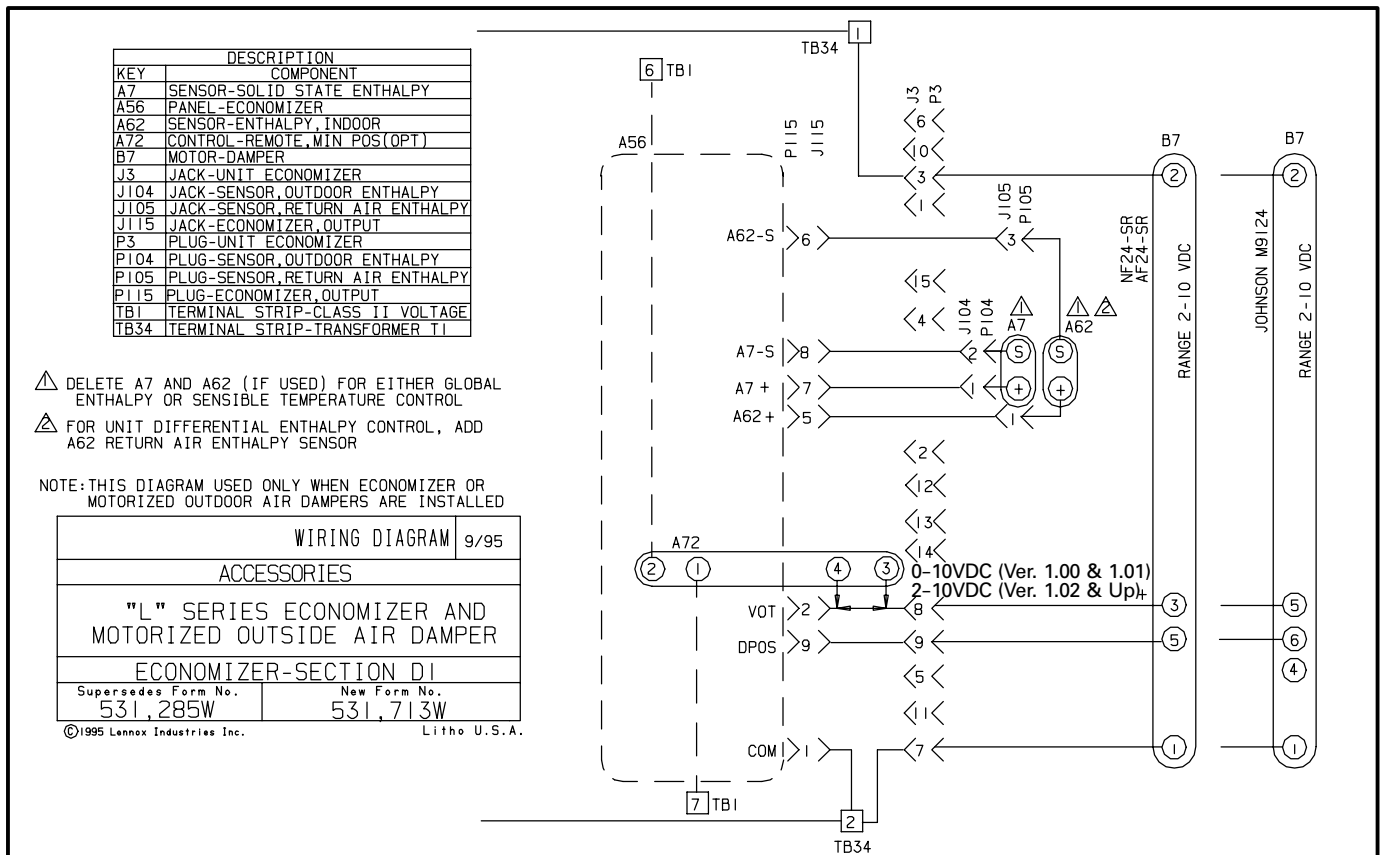 DESCRIPTION
KEY COMPONENT
A7 SENSOR-SOLID STATE ENTHALPY
A56 PANEL-ECONOMIZER
A62 SENSOR-ENTHALPY,INDOOR
A72 CONTROL-REMOTE,MIN POS(OPT)
B7 MOTOR-DAMPER
J3 JACK-UNIT ECONOMIZER
J104 JACK-SENSOR,OUTDOOR ENTHALPY
J105 JACK-SENSOR,RETURN AIR ENTHALPY
J115 JACK-ECONOMIZER,OUTPUT
P3 PLUG-UNIT ECONOMIZER
P104 PLUG-SENSOR,OUTDOOR ENTHALPY
P105 PLUG-SENSOR,RETURN AIR ENTHALPY
P115 PLUG-ECONOMIZER,OUTPUT
TB1 TERMINAL STRIP-CLASS II VOLTAGE
TB34 TERMINAL STRIP-TRANSFORMER T1
1 DELETE A7 AND A62 (IF USED) FOR EITHER GLOBAL
ENTHALPY OR SENSIBLE TEMPERATURE CONTROL
2 FOR UNIT DIFFERENTIAL ENTHALPY CONTROL, ADD
A62 RETURN AIR ENTHALPY SENSOR
NOTE:THIS DIAGRAM USED ONLY WHEN ECONOMIZER OR
MOTORIZED OUTDOOR AIR DAMPERS ARE INSTALLED
WIRING DIAGRAM 9/95
ACCESSORIES
"L" SERIES ECONOMIZER AND
MOTORIZED OUTSIDE AIR DAMPER
ECONOMIZER-SECTION D1
Supersedes Form No. New Form No.
531,285W 531,713W
©1995 Lennox Industries Inc. Litho U.S.A.
1
TB34
6 TB1
A56
P115
J115
J3
P3
6
10
3
1
A62-S 6
J105
P105
3
15
4
J104
P104
1
A7
1 2
A62
A7-S 8 2 S S
A7 + 7 1 + +
A62+ 5 1
2
12
13
14
A72
2 1 4 3
0-10VDC (Ver. 1.00 & 1.01)
2-10VDC (Ver. 1.02 & Up)+
VOT 2 8
DPOS 9 9
5
11
COM 1 7
7 TB1
2
TB34
B7
2
NF24-SR
AF24-SR
RANGE 2-10 VDC
3
5
1
B7
2
JOHNSON M9124
RANGE 2-10 VDC
5
6
4
1